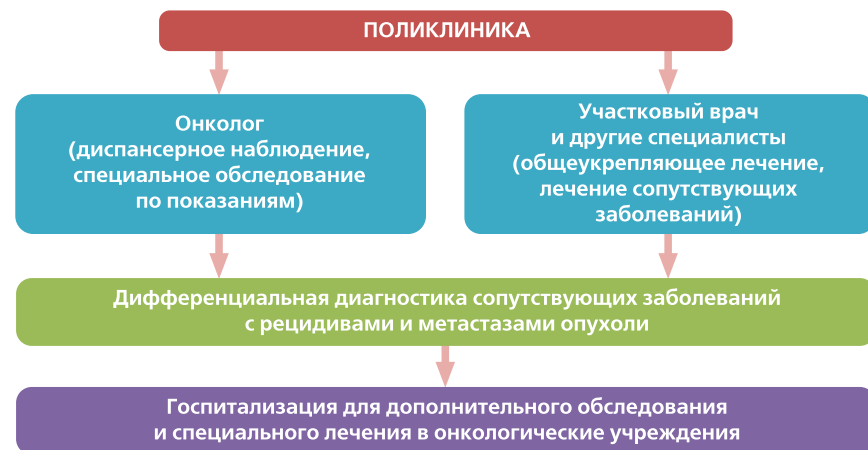 ПОЛИКЛИНИКА
Онколог
(диспансерное наблюдение,
специальное обследование
по показаниям)
Участковый врач
и другие специалисты
(общеукрепляющее лечение,
лечение сопутствующих
заболеваний)
Дифференциальная диагностика сопутствующих заболеваний
с рецидивами и метастазами опухоли
Госпитализация для дополнительного обследования
и специального лечения в онкологические учреждения